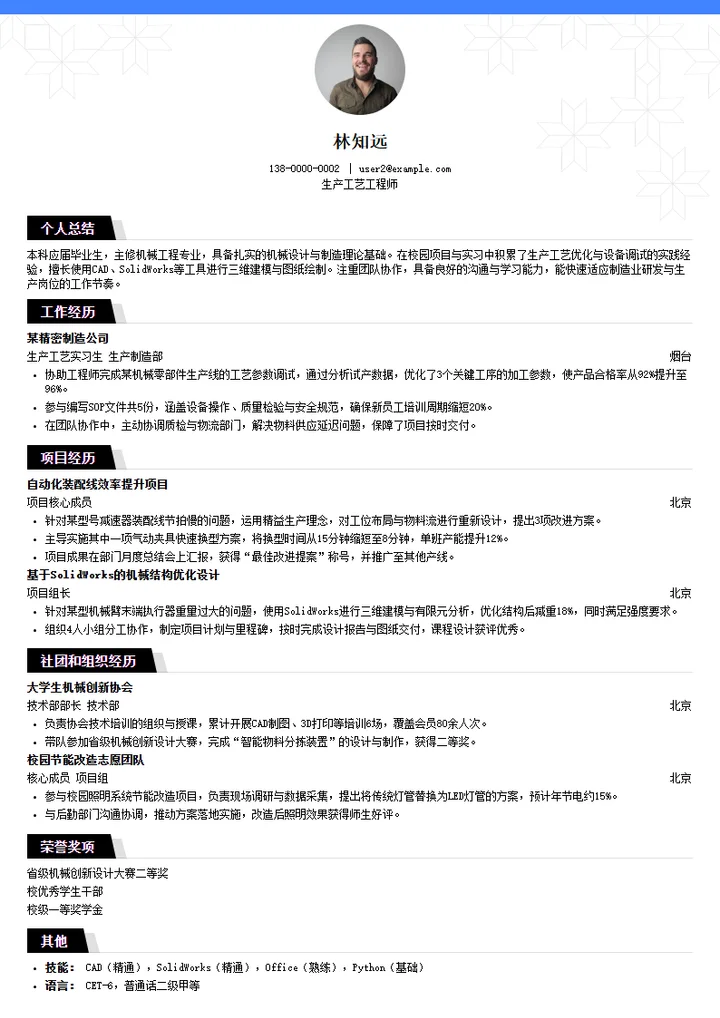 林知远
138-0000-0002 | user2@example.com
生产工艺工程师
个人总结
本科应届毕业生，主修机械工程专业，具备扎实的机械设计与制造理论基础。在校园项目与实习中积累了生产工艺优化与设备调试的实践经
验，擅长使用CAD、SolidWorks等工具进行三维建模与图纸绘制。注重团队协作，具备良好的沟通与学习能力，能快速适应制造业研发与生
产岗位的工作节奏。
工作经历
某精密制造公司
生产工艺实习生 生产制造部 烟台
• 协助工程师完成某机械零部件生产线的工艺参数调试，通过分析试产数据，优化了3个关键工序的加工参数，使产品合格率从92%提升至
96%。
• 参与编写SOP文件共5份，涵盖设备操作、质量检验与安全规范，确保新员工培训周期缩短20%。
• 在团队协作中，主动协调质检与物流部门，解决物料供应延迟问题，保障了项目按时交付。
项目经历
自动化装配线效率提升项目
项目核心成员 北京
• 针对某型号减速器装配线节拍慢的问题，运用精益生产理念，对工位布局与物料流进行重新设计，提出3项改进方案。
• 主导实施其中一项气动夹具快速换型方案，将换型时间从15分钟缩短至8分钟，单班产能提升12%。
• 项目成果在部门月度总结会上汇报，获得“最佳改进提案”称号，并推广至其他产线。
基于SolidWorks的机械结构优化设计
项目组长 北京
• 针对某型机械臂末端执行器重量过大的问题，使用SolidWorks进行三维建模与有限元分析，优化结构后减重18%，同时满足强度要求。
• 组织4人小组分工协作，制定项目计划与里程碑，按时完成设计报告与图纸交付，课程设计获评优秀。
社团和组织经历
大学生机械创新协会
技术部部长 技术部 北京
• 负责协会技术培训的组织与授课，累计开展CAD制图、3D打印等培训6场，覆盖会员80余人次。
• 带队参加省级机械创新设计大赛，完成“智能物料分拣装置”的设计与制作，获得二等奖。
校园节能改造志愿团队
核心成员 项目组 北京
• 参与校园照明系统节能改造项目，负责现场调研与数据采集，提出将传统灯管替换为LED灯管的方案，预计年节电约15%。
• 与后勤部门沟通协调，推动方案落地实施，改造后照明效果获得师生好评。
荣誉奖项
省级机械创新设计大赛二等奖
校优秀学生干部
校级一等奖学金
其他
• 技能： CAD（精通），SolidWorks（精通），Office（熟练），Python（基础）
• 语言： CET-6，普通话二级甲等